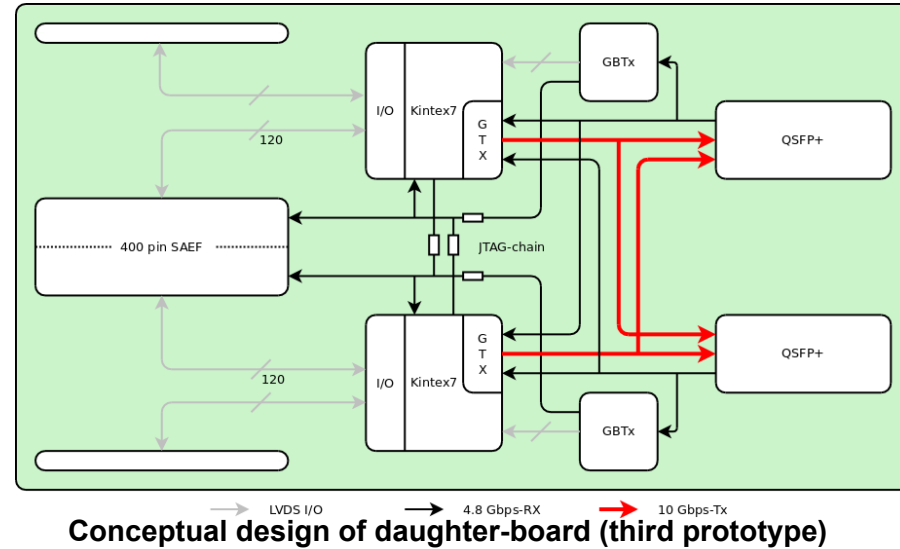 GBTx
I/O
Kintex7
G
T
X
QSFP+
120
400 pin SAEF
JTAG-chain
I/O
Kintex7
G
T
X
QSFP+
120
GBTx
LVDS I/O
4.8 Gbps-RX
10 Gbps-Tx
Conceptual design of daughter-board (third prototype)